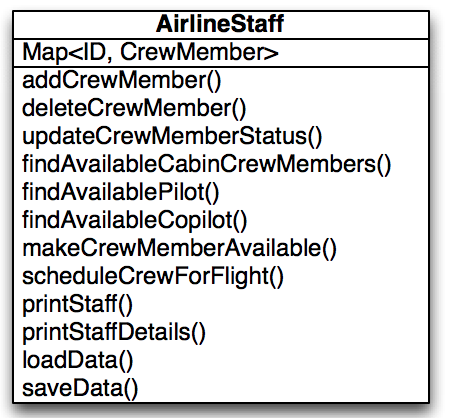 AirlineStaff
Map<ID, CrewMember>
addCrewMember()
deleteCrewMember()
updateCrewMemberStatus()
findAvailableCabinCrewMembers()
findAvailablePilot()
findAvailableCopilot()
makeCrewMemberAvailable()
scheduleCrewForFlight()
printStaff()
printStaffDetails()
loadData()
saveData()